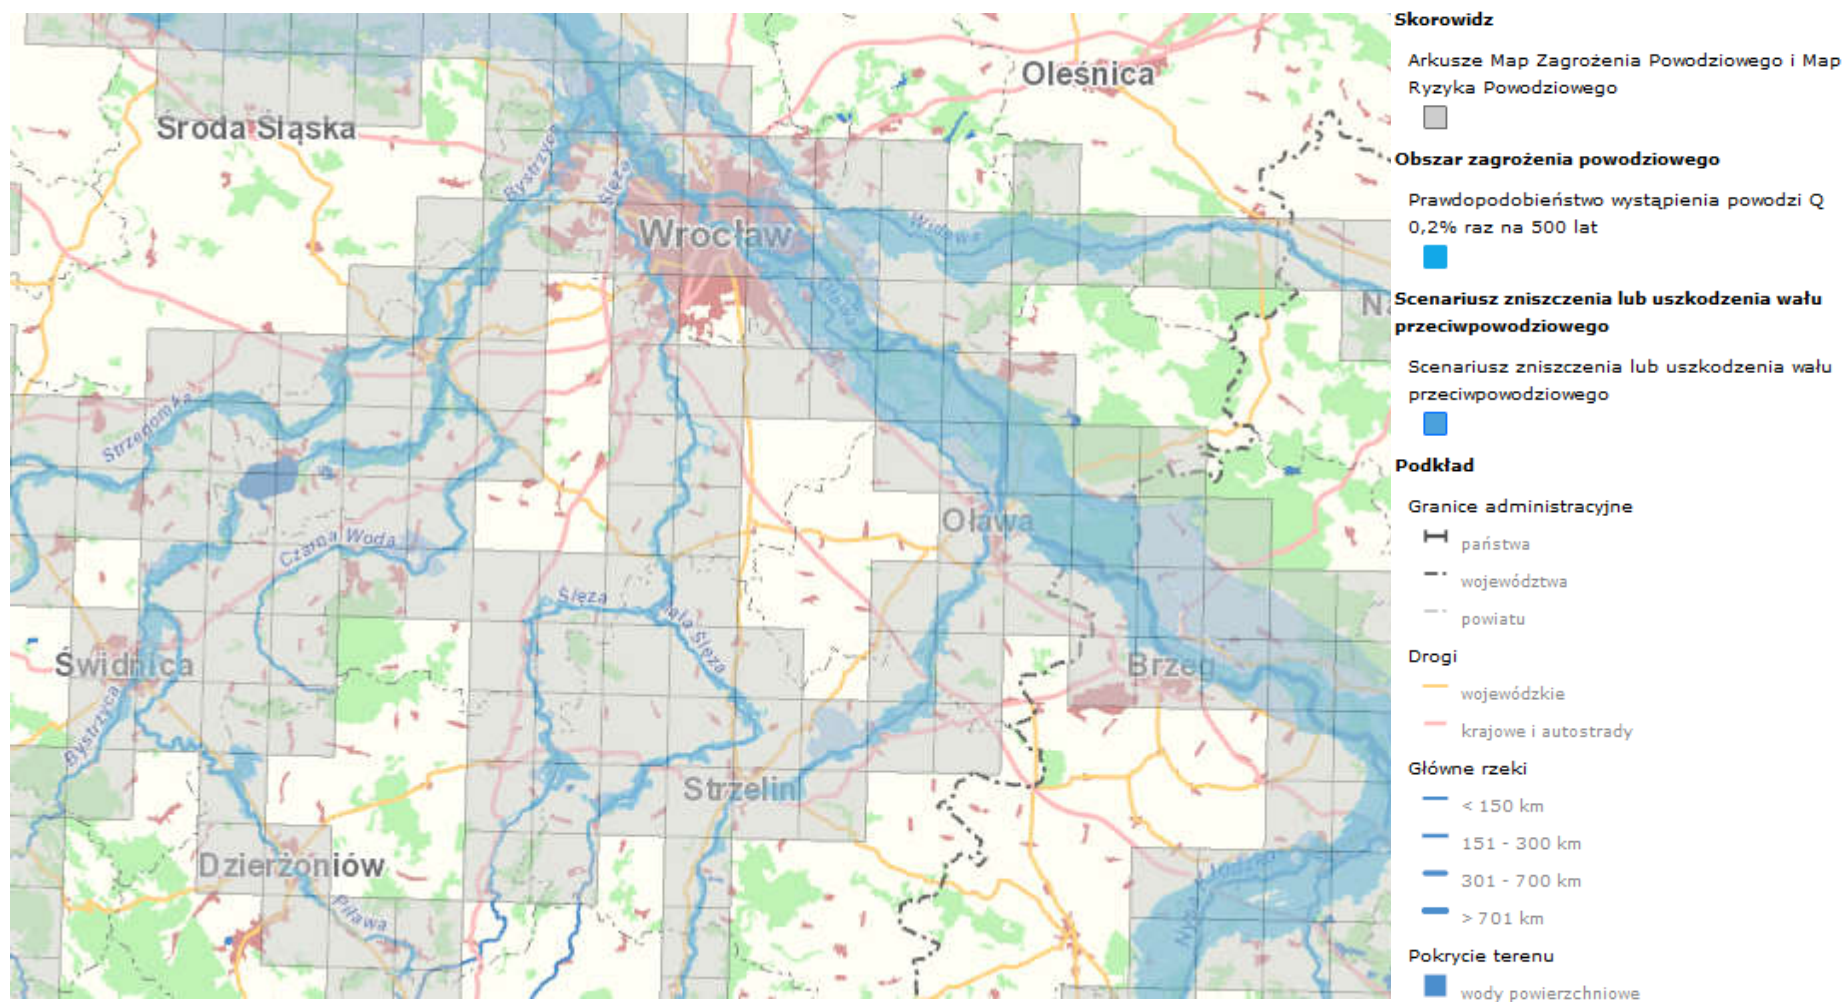 Oleśnica
Środa Śląska
Bystrzyca
Ślęza
Wrocław
Widawa
Strzegomka
Czarna Woda
Oława
Ślęza
Mała Ślęza
Świdnica
Brzeg
Bystrzyca
Strzelin
Dzierżoniów
Piława
Nysa
Skorowidz
Arkusze Map Zagrożenia Powodziowego i Map
Ryzyka Powodziowego
Obszar zagrożenia powodziowego
Prawdopodobieństwo wystąpienia powodzi Q
0,2% raz na 500 lat
Scenariusz zniszczenia lub uszkodzenia wału
przeciwpowodziowego
Scenariusz zniszczenia lub uszkodzenia wału
przeciwpowodziowego
Podkład
Granice administracyjne
państwa
województwa
powiatu
Drogi
wojewódzkie
krajowe i autostrady
Główne rzeki
< 150 km
151 - 300 km
301 - 700 km
> 701 km
Pokrycie terenu
wody powierzchniowe